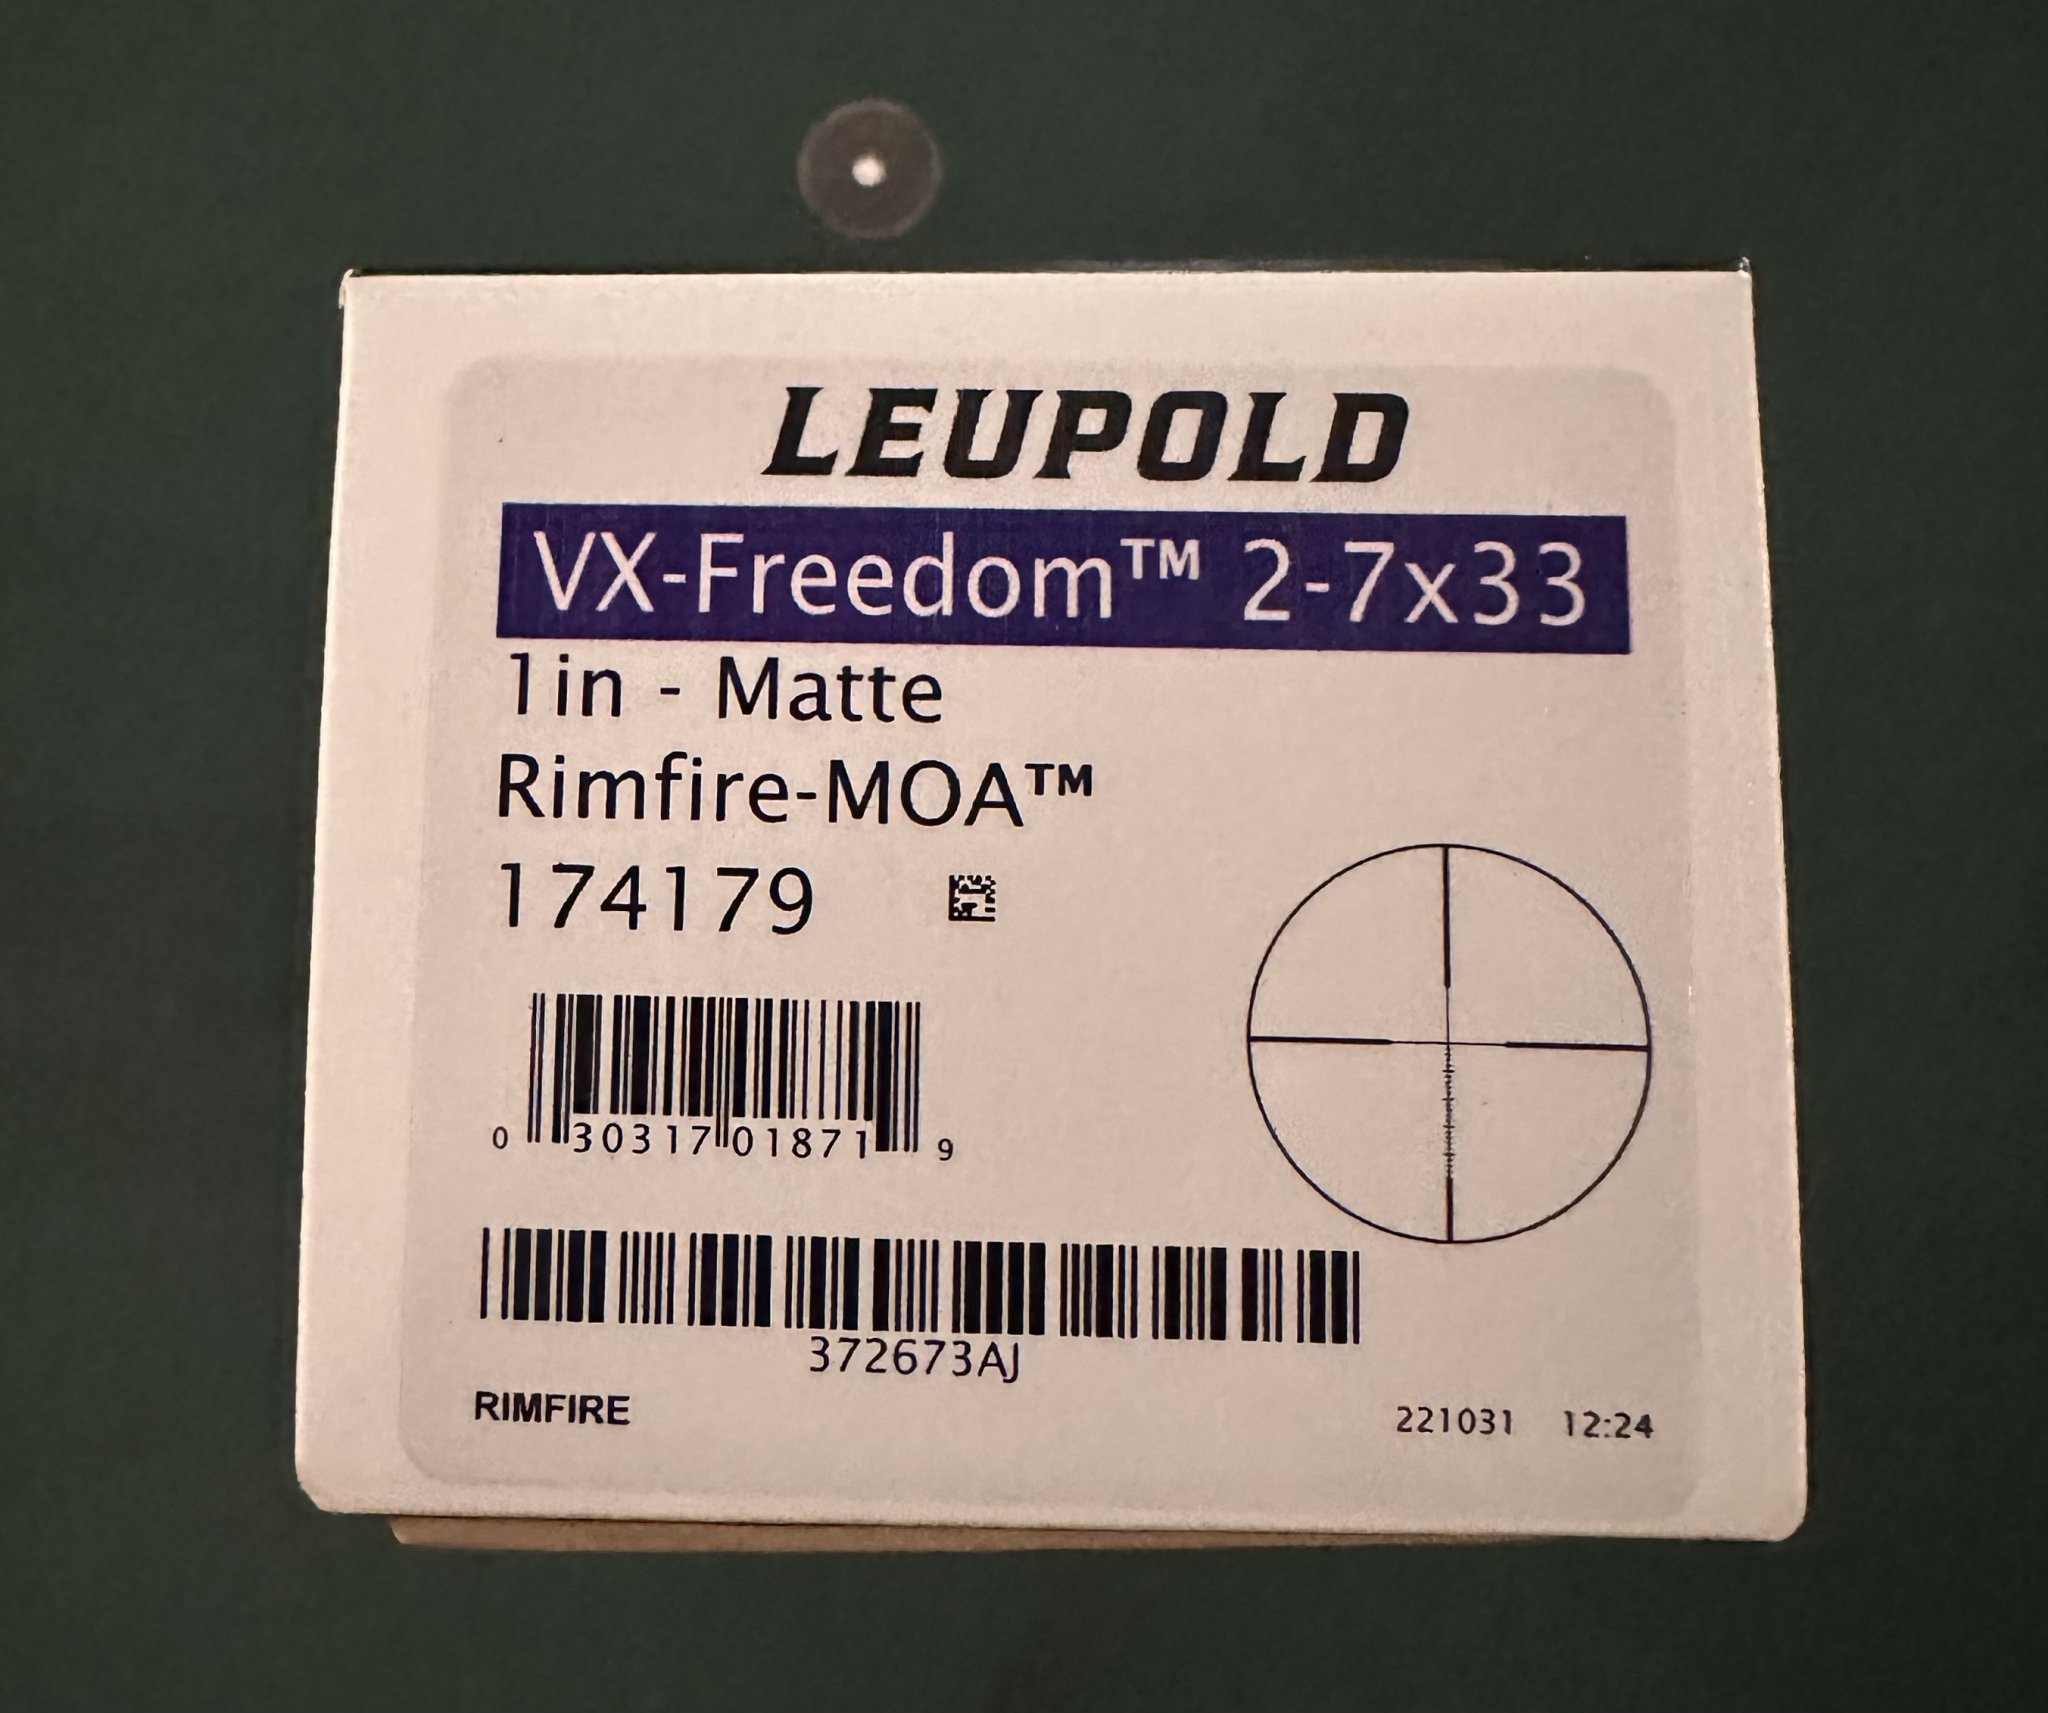 LEUPOLD
VX-Freedom™ 2-7x33
1in - Matte
Rimfire-MOA™
174179
0 30317 01871 9
372673AJ
RIMFIRE 221031 12:24